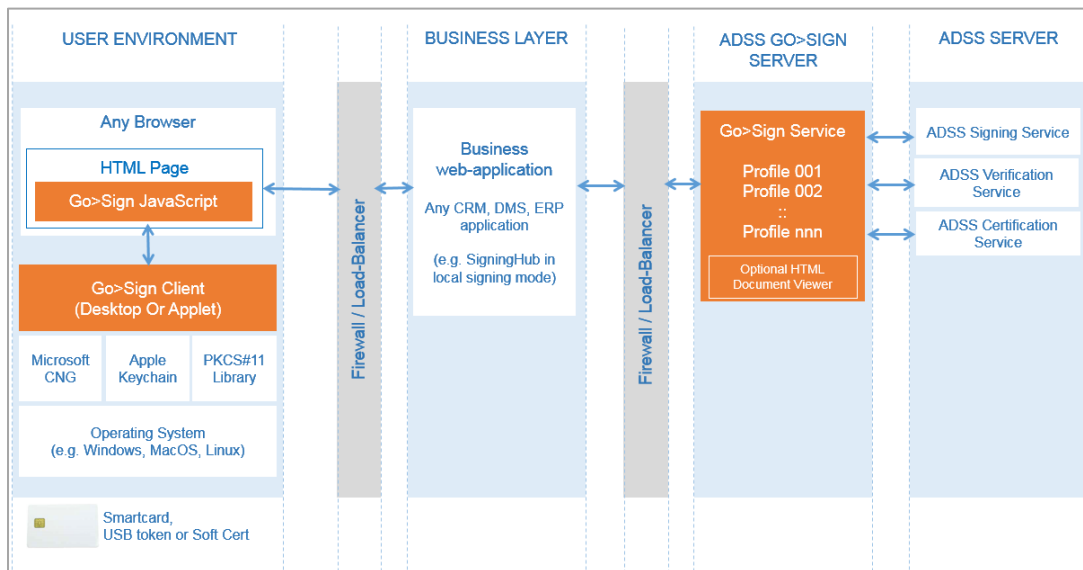 USER ENVIRONMENT
Any Browser
HTML Page
Go>Sign JavaScript
Go>Sign Client
(Desktop Or Applet)
Microsoft
CNG
Apple
Keychain
PKCS#11
Library
Operating System
(e.g. Windows, MacOS, Linux)
Smartcard,
USB token or Soft Cert
Firewall / Load-Balancer
BUSINESS LAYER
Business
web-application
Any CRM, DMS, ERP
application
(e.g. SigningHub in
local signing mode)
Firewall / Load-Balancer
ADSS GO>SIGN
SERVER
Go>Sign Service
Profile 001
Profile 002
::
Profile nnn
Optional HTML
Document Viewer
ADSS SERVER
ADSS Signing Service
ADSS Verification
Service
ADSS Certification
Service